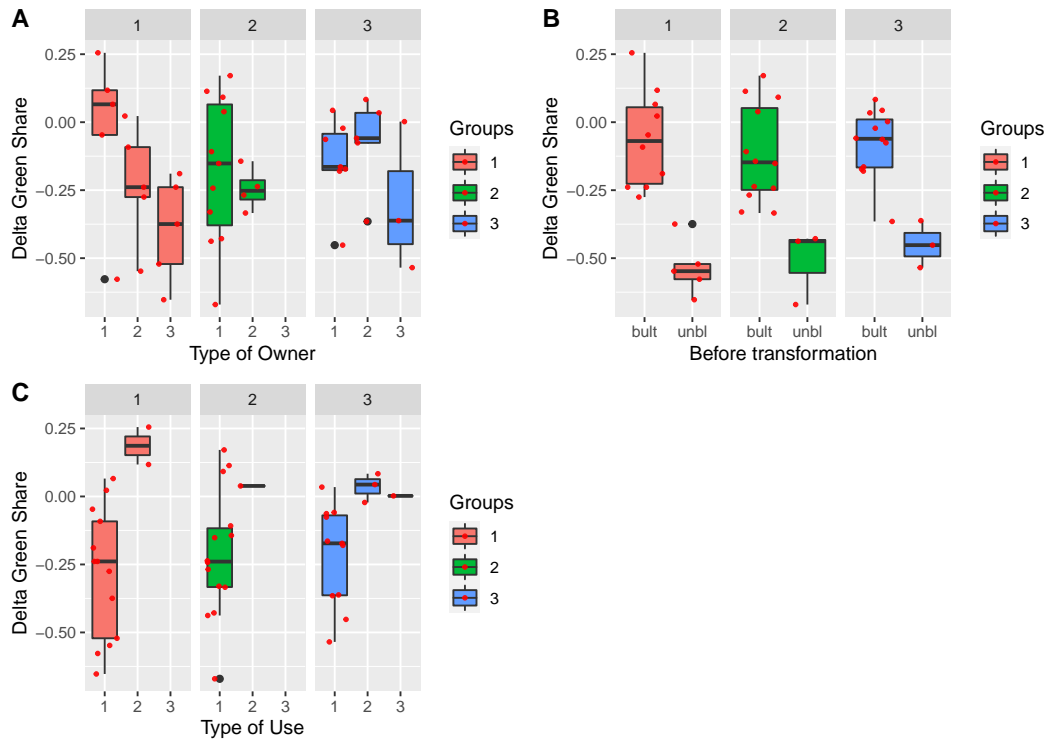 A
1 2 3
0.25
0.00
−0.25
−0.50
Delta Green Share
1 2 3 1 2 3 1 2 3
Type of Owner
Groups
1
2
3
B
1 2 3
0.25
0.00
−0.25
−0.50
Delta Green Share
bult unbl bult unbl bult unbl
Before transformation
Groups
1
2
3
C
1 2 3
0.25
0.00
−0.25
−0.50
Delta Green Share
1 2 3 1 2 3 1 2 3
Type of Use
Groups
1
2
3